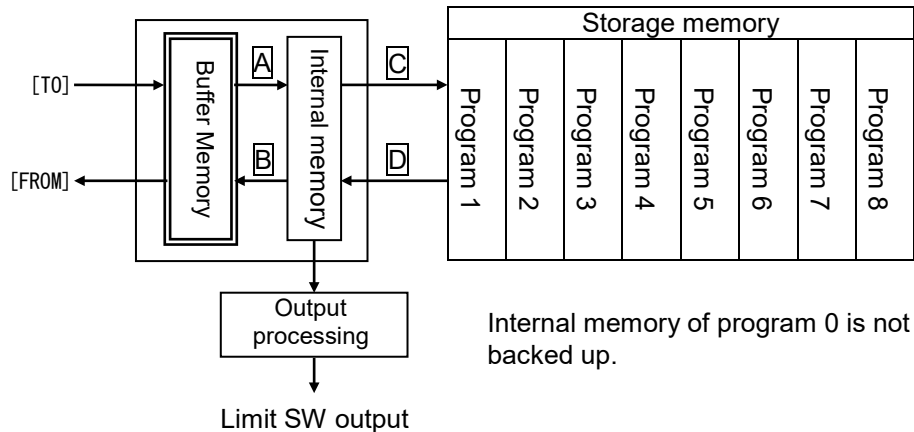 Storage memory
[TO]
[FROM]
Buffer Memory
A
B
Internal memory
C
D
Program 1
Program 2
Program 3
Program 4
Program 5
Program 6
Program 7
Program 8
Output
processing
Limit SW output
Internal memory of program 0 is not
backed up.